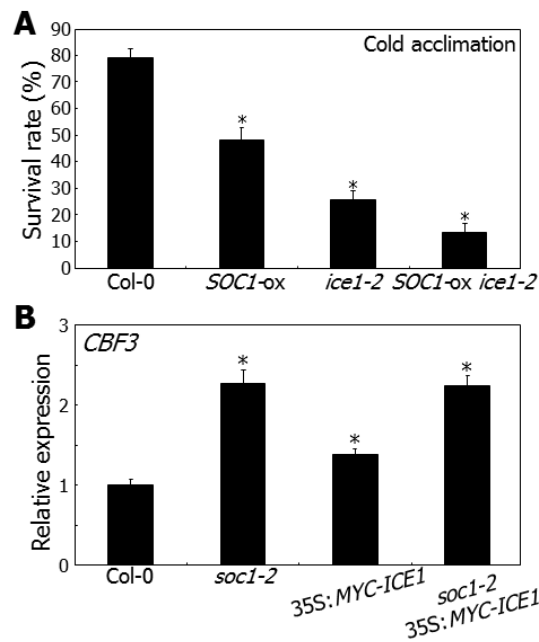 A
Cold acclimation
Survival rate (%)
90
80
70
60
50
40
30
20
10
0
*
*
*
Col-0 SOC1-ox ice1-2 SOC1-ox ice1-2
B
CBF3
Relative expression
3
2
1
0
*
*
*
Col-0 soc1-2 35S:MYC-ICE1 soc1-2
35S:MYC-ICE1